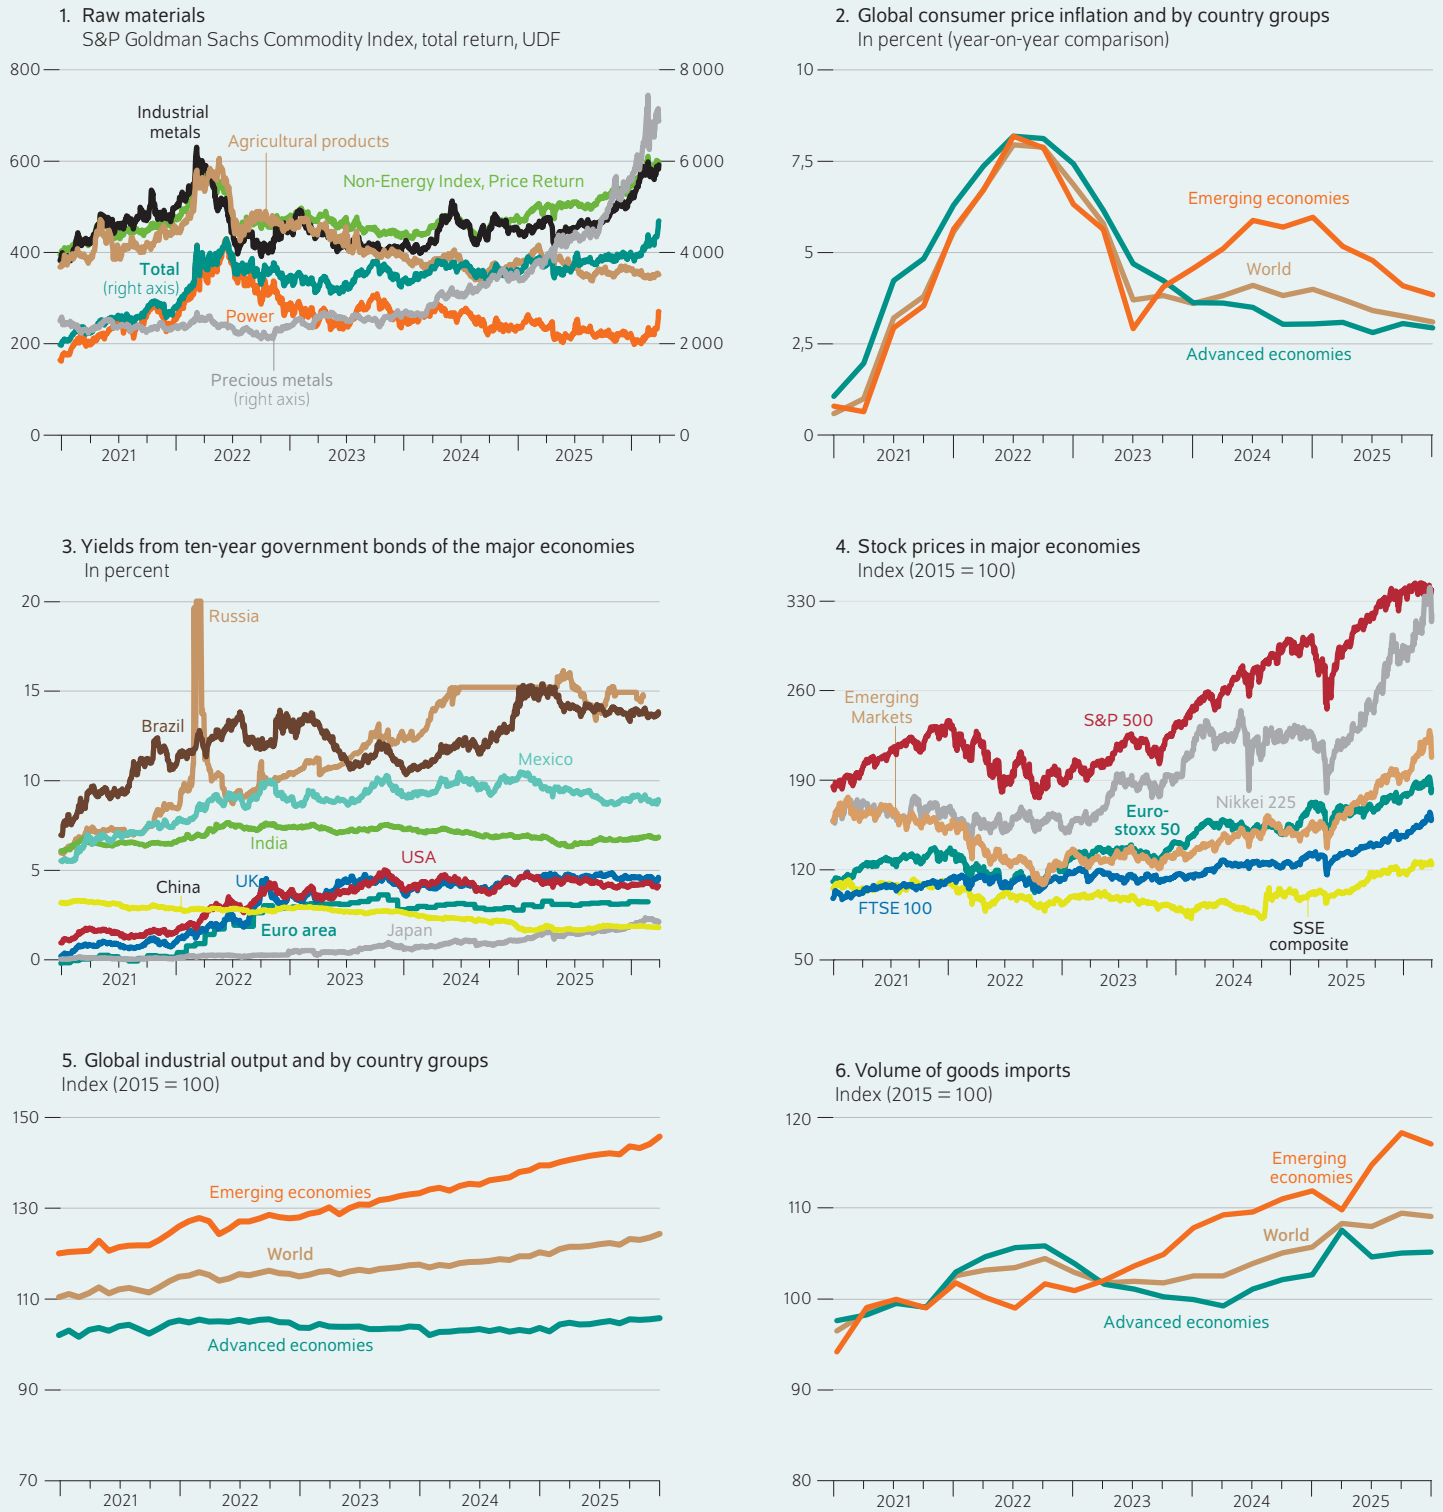 1. Raw materials
S&P Goldman Sachs Commodity Index, total return, UDF
800
600
400
200
0
8 000
6 000
4 000
2 000
0
Industrial
metals
Agricultural products
Non-Energy Index, Price Return
Total
(right axis)
Power
Precious metals
(right axis)
2021
2022
2023
2024
2025
2. Global consumer price inflation and by country groups
In percent (year-on-year comparison)
10
7,5
5
2,5
0
Emerging economies
World
Advanced economies
2021
2022
2023
2024
2025
3. Yields from ten-year government bonds of the major economies
In percent
20
15
10
5
0
Russia
Brazil
Mexico
India
USA
UK
China
Euro area
Japan
2021
2022
2023
2024
2025
4. Stock prices in major economies
Index (2015 = 100)
330
260
190
120
50
Emerging
Markets
S&P 500
Nikkei 225
Euro-
stoxx 50
FTSE 100
SSE
composite
2021
2022
2023
2024
2025
5. Global industrial output and by country groups
Index (2015 = 100)
150
130
110
90
70
Emerging economies
World
Advanced economies
2021
2022
2023
2024
2025
6. Volume of goods imports
Index (2015 = 100)
120
110
100
90
80
Emerging
economies
World
Advanced economies
2021
2022
2023
2024
2025